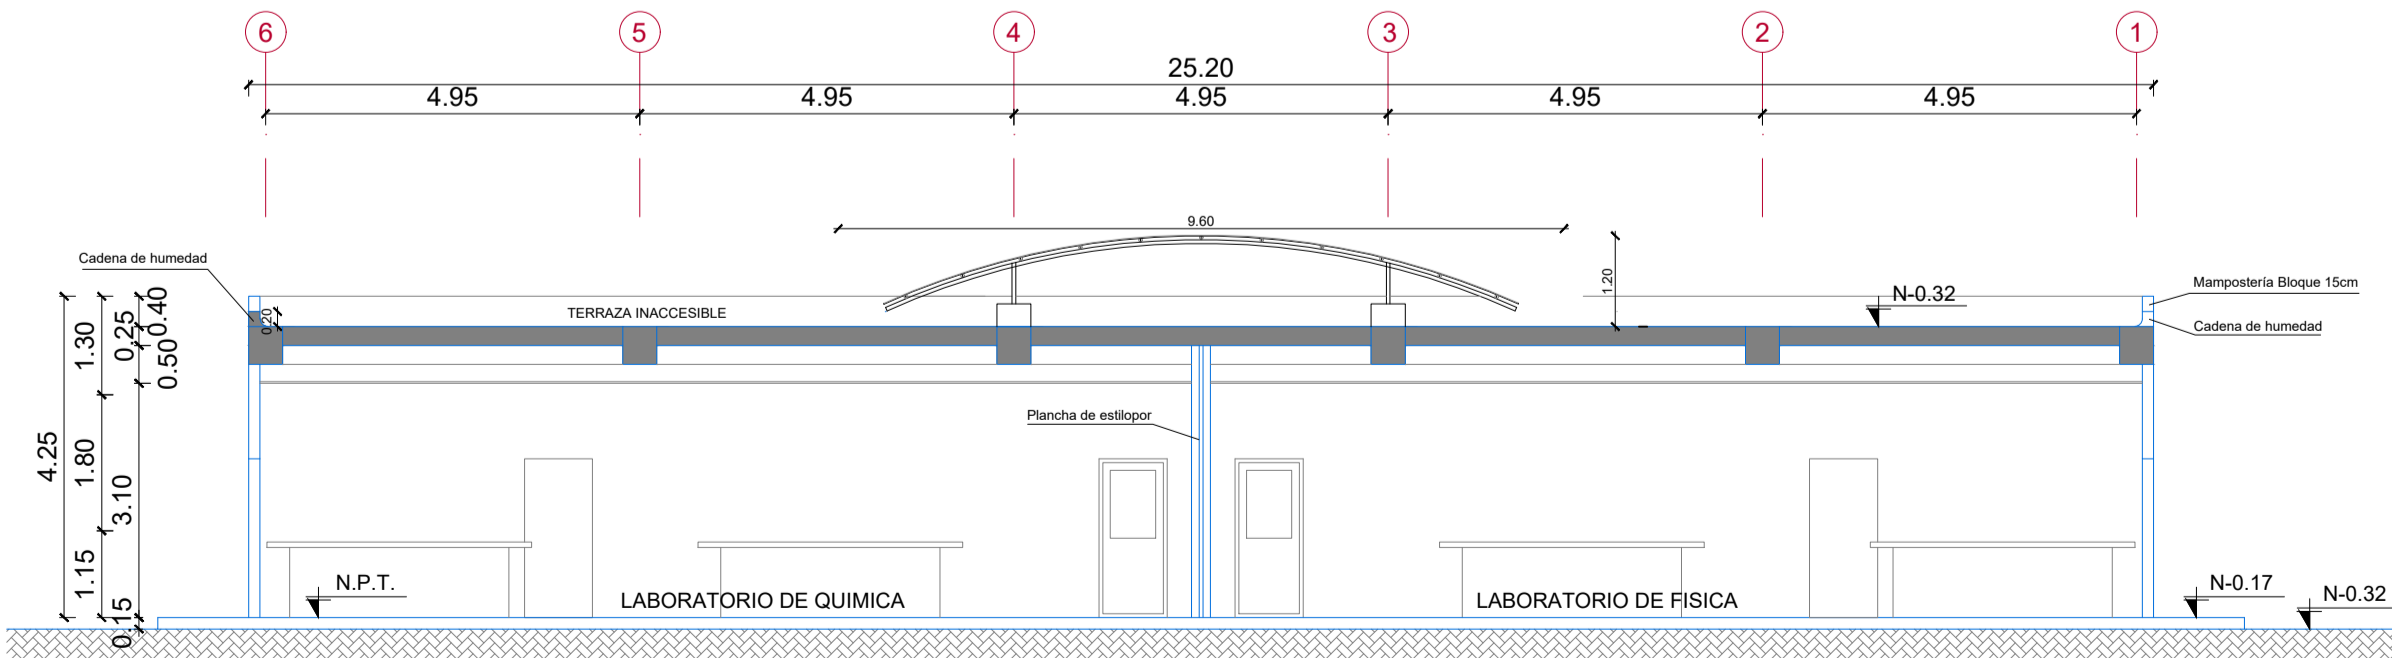 6 5 4 3 2 1
25.20
4.95 4.95 4.95 4.95 4.95
9.60
1.20
Cadena de humedad
TERRAZA INACCESIBLE
0.20
N-0.32
Mampostería Bloque 15cm
Cadena de humedad
4.25
1.30
1.80
1.15
0.40
0.25
0.50
3.10
0.15
Plancha de estilopor
N.P.T.
LABORATORIO DE QUIMICA
LABORATORIO DE FISICA
N-0.17
N-0.32